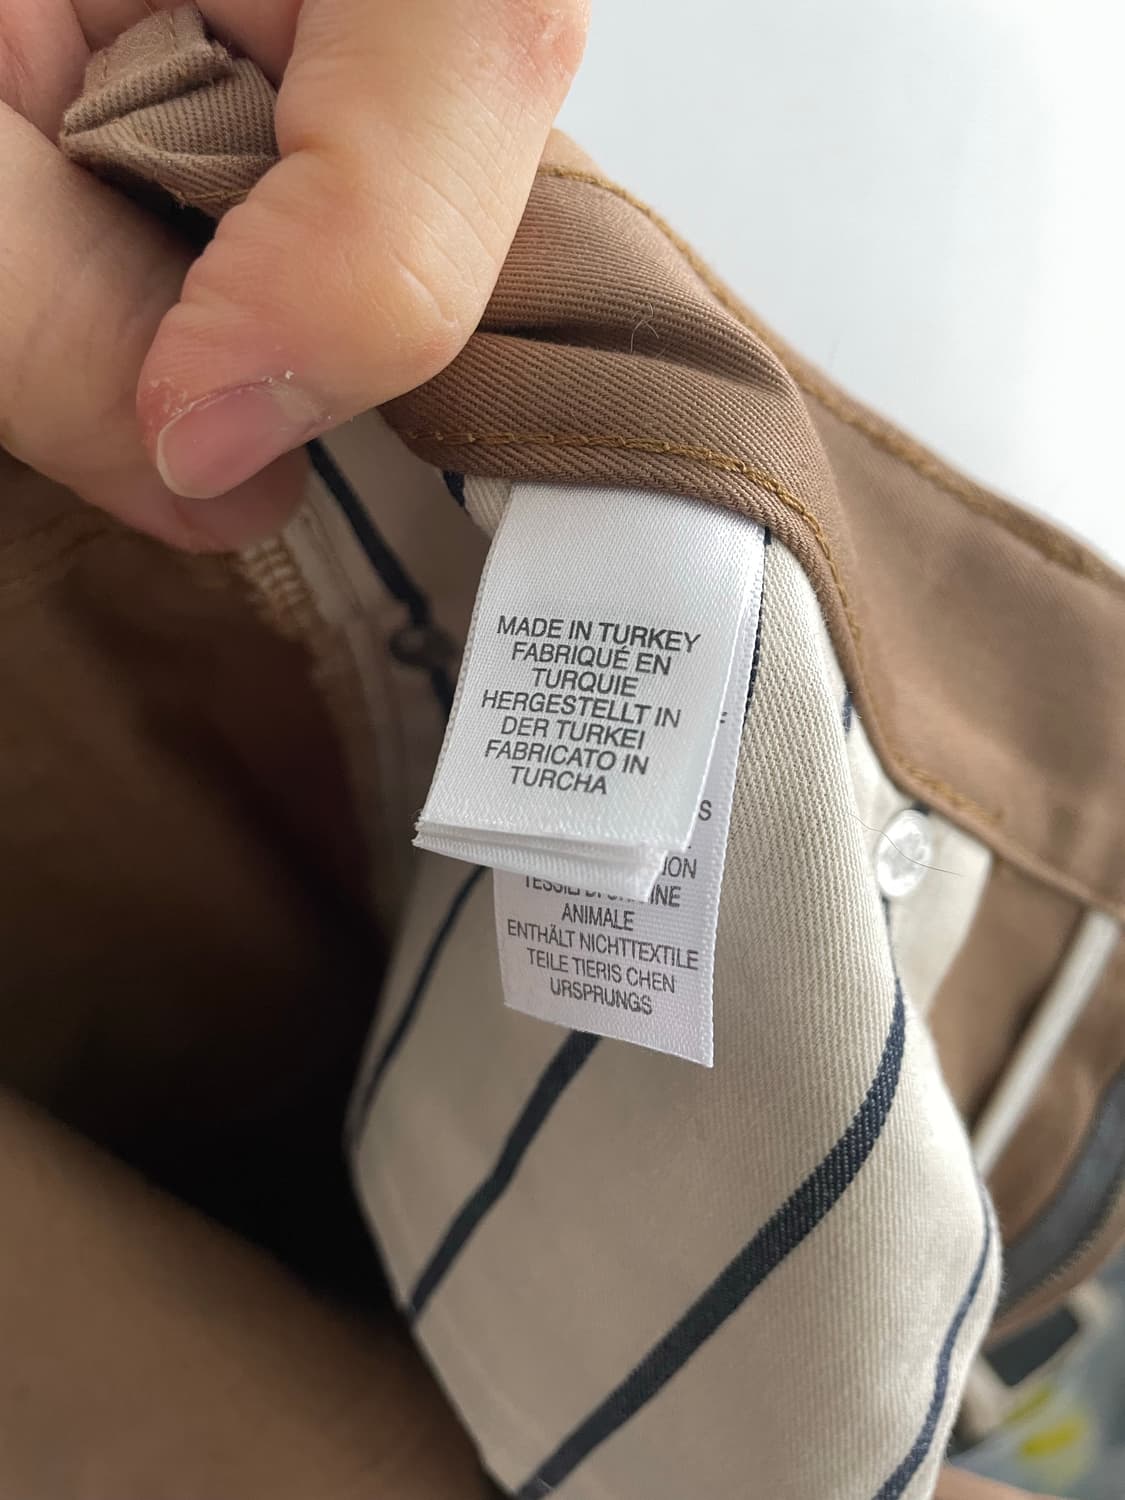 MADE IN TURKEY
FABRIQUÉ EN
TURQUIE
HERGESTELLT IN
DER TURKEI
FABRICATO IN
TURCHA
S
ANIMALE
ENTHÄLT NICHTTEXTILE
TEILE TIERIS CHEN
URSPRUNGS